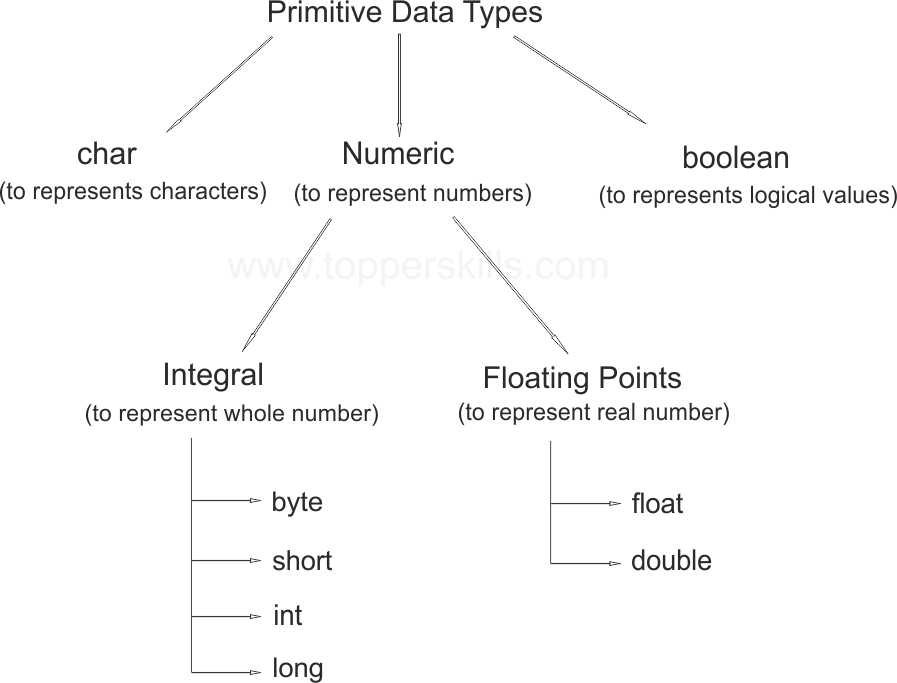 Primitive Data Types
char
(to represents characters)
Numeric
(to represent numbers)
boolean
(to represents logical values)
www.topperskills.com
Integral
(to represent whole number)
Floating Points
(to represent real number)
byte
short
int
long
float
double